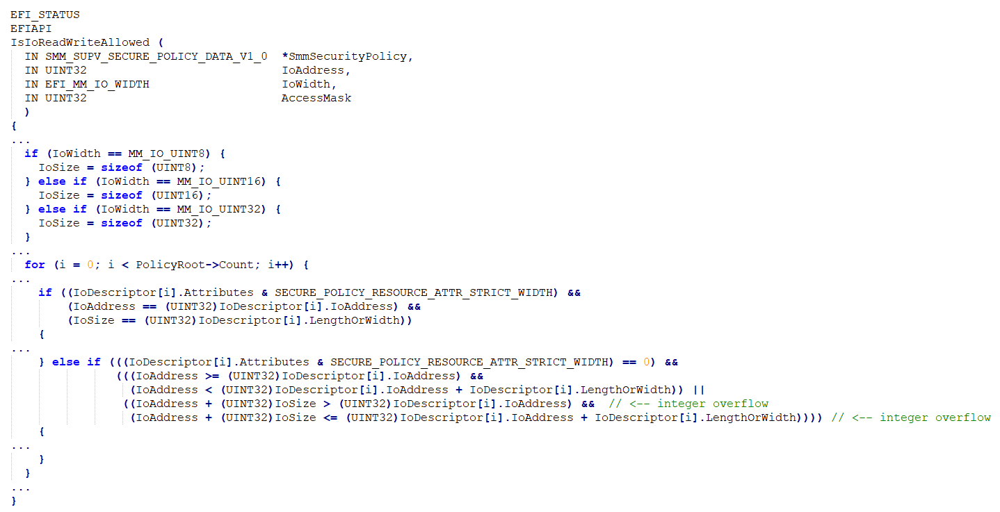 EFI_STATUS
EFIAPI
IsIoReadWriteAllowed (
  IN SMM_SUPV_SECURE_POLICY_DATA_V1_0  *SmmSecurityPolicy,
  IN UINT32                            IoAddress,
  IN EFI_MM_IO_WIDTH                   IoWidth,
  IN UINT32                            AccessMask
  )
{
...
  if (IoWidth == MM_IO_UINT8) {
    IoSize = sizeof (UINT8);
  } else if (IoWidth == MM_IO_UINT16) {
    IoSize = sizeof (UINT16);
  } else if (IoWidth == MM_IO_UINT32) {
    IoSize = sizeof (UINT32);
  }
...
  for (i = 0; i < PolicyRoot->Count; i++) {
...
    if ((IoDescriptor[i].Attributes & SECURE_POLICY_RESOURCE_ATTR_STRICT_WIDTH) &&
        (IoAddress == (UINT32)IoDescriptor[i].IoAddress) &&
        (IoSize == (UINT32)IoDescriptor[i].LengthOrWidth))
    {
...
    } else if (((IoDescriptor[i].Attributes & SECURE_POLICY_RESOURCE_ATTR_STRICT_WIDTH) == 0) &&
               (((IoAddress >= (UINT32)IoDescriptor[i].IoAddress) &&
                 (IoAddress < (UINT32)IoDescriptor[i].IoAddress + IoDescriptor[i].LengthOrWidth)) ||
                ((IoAddress + (UINT32)IoSize > (UINT32)IoDescriptor[i].IoAddress) &&  // <-- integer overflow
                 (IoAddress + (UINT32)IoSize <= (UINT32)IoDescriptor[i].IoAddress + IoDescriptor[i].LengthOrWidth)))) // <-- integer overflow
    {
...
    }
  }
...
}